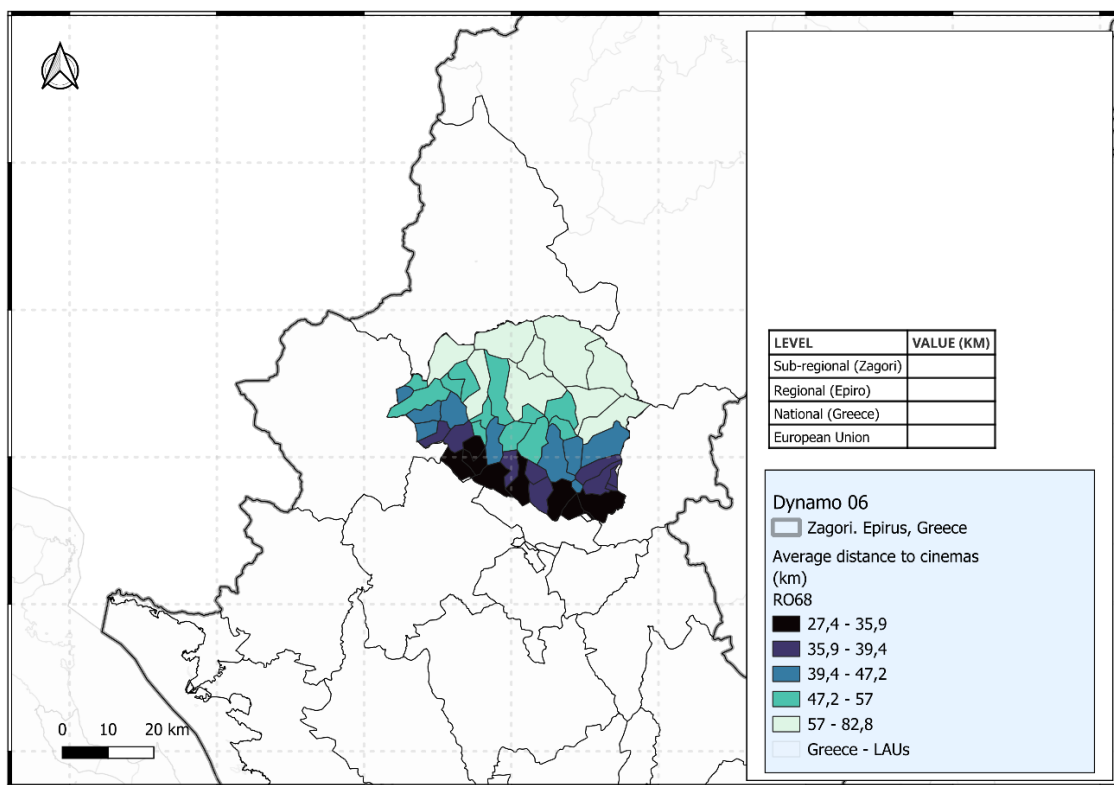 LEVEL VALUE (KM)
Sub-regional (Zagori)
Regional (Epiro)
National (Greece)
European Union
Dynamo 06
Zagori. Epirus, Greece
Average distance to cinemas
(km)
RO68
27,4 - 35,9
35,9 - 39,4
39,4 - 47,2
47,2 - 57
57 - 82,8
Greece - LAUs
0 10 20 km